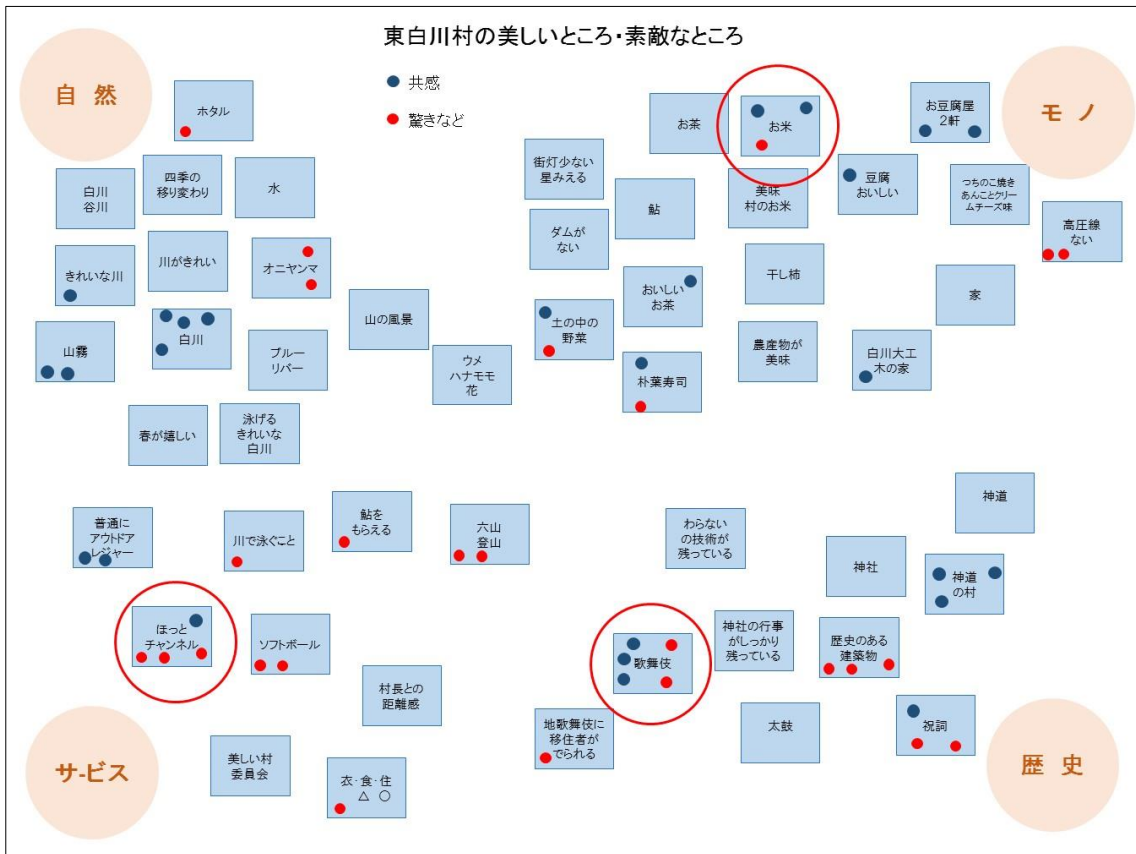 東白川村の美しいところ・素敵なところ
共感
驚きなど
自 然
ホタル
白川
谷川
四季の
移り変わり
水
きれいな川
川がきれい
オニヤンマ
山霧
白川
ブルー
リバー
山の風景
ウメ
ハナモモ
花
春が嬉しい
泳げる
きれいな
白川
モ ノ
お茶
お米
お豆腐屋
2軒
街灯少ない
星みえる
鮎
美味
村のお米
豆腐
おいしい
つちのこ焼き
あんことクリー
ムチーズ味
高圧線
ない
ダムが
ない
おいしい
お茶
干し柿
家
土の中の
野菜
朴葉寿司
農産物が
美味
白川大工
木の家
普通に
アウトドア
レジャー
川で泳ぐこと
鮎を
もらえる
六山
登山
ほっと
チャンネル
ソフトボール
村長との
距離感
美しい村
委員会
衣・食・住
△ ○
サ-ビス
わらない
の技術が
残っている
神社
神道
神道
の村
歌舞伎
神社の行事
がしっかり
残っている
歴史のある
建築物
地歌舞伎に
移住者が
でられる
太鼓
祝詞
歴 史